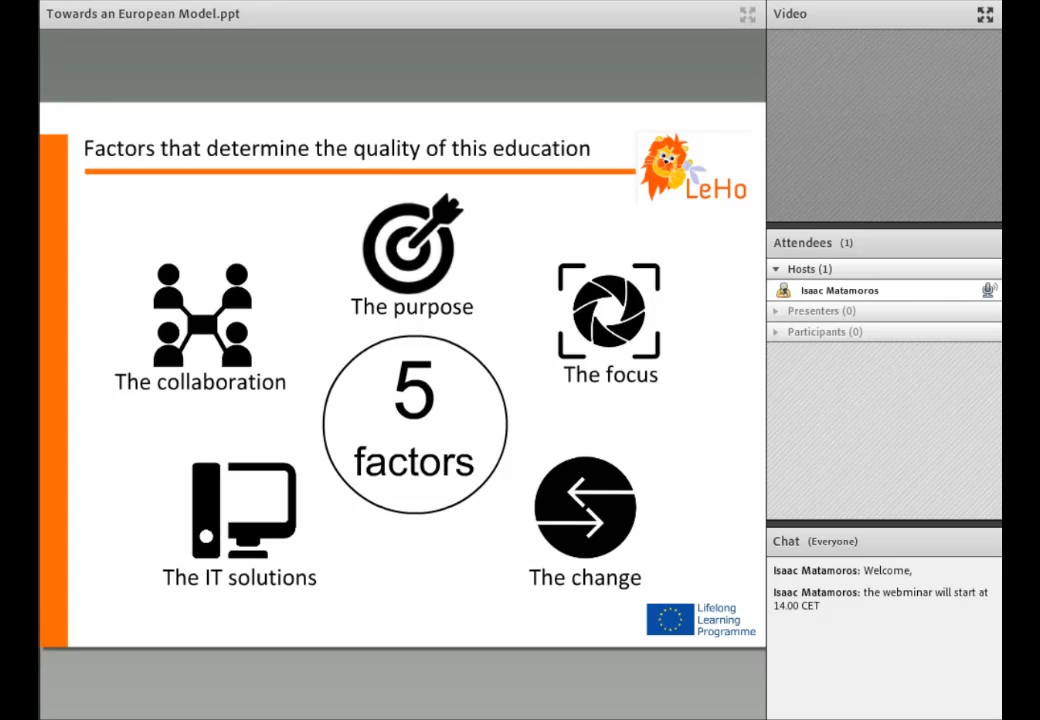 Towards an European Model.ppt
Factors that determine the quality of this education
LeHo
The purpose
The collaboration
The focus
5
factors
The IT solutions
The change
Lifelong
Learning
Programme
Video
Attendees (1)
Hosts (1)
Isaac Matamoros
Presenters (0)
Participants (0)
Chat (Everyone)
Isaac Matamoros: Welcome,
Isaac Matamoros: the webminar will start at
14.00 CET